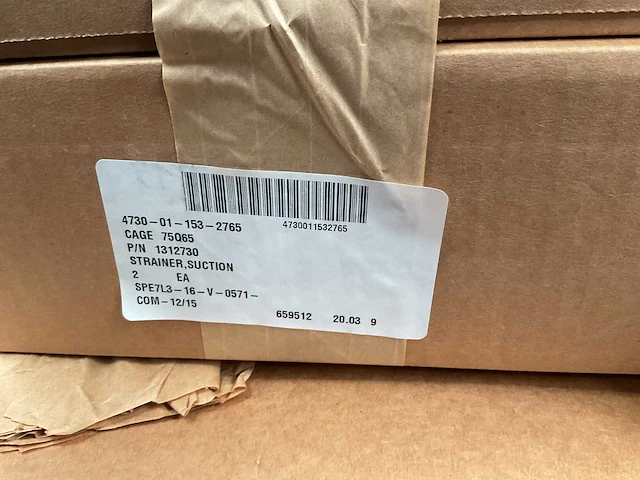 4730-01-153-2765 4730011532765
CAGE 75Q65
P/N 1312730
STRAINER,SUCTION
2 EA
SPE7L3-16-V-0571-
COM-12/15
659512 20.03 9